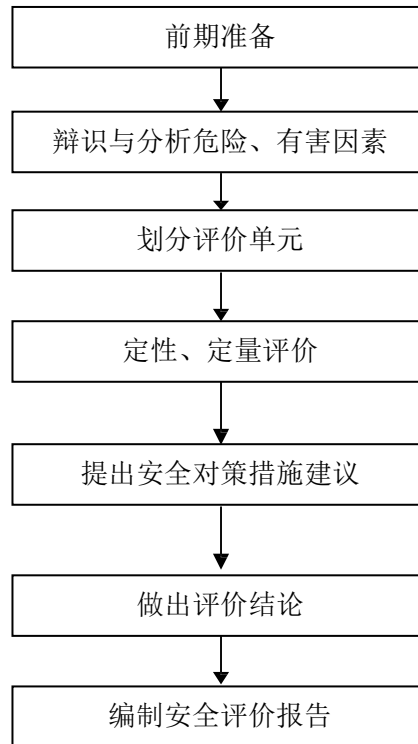 前期准备
辩识与分析危险、有害因素
划分评价单元
定性、定量评价
提出安全对策措施建议
做出评价结论
编制安全评价报告